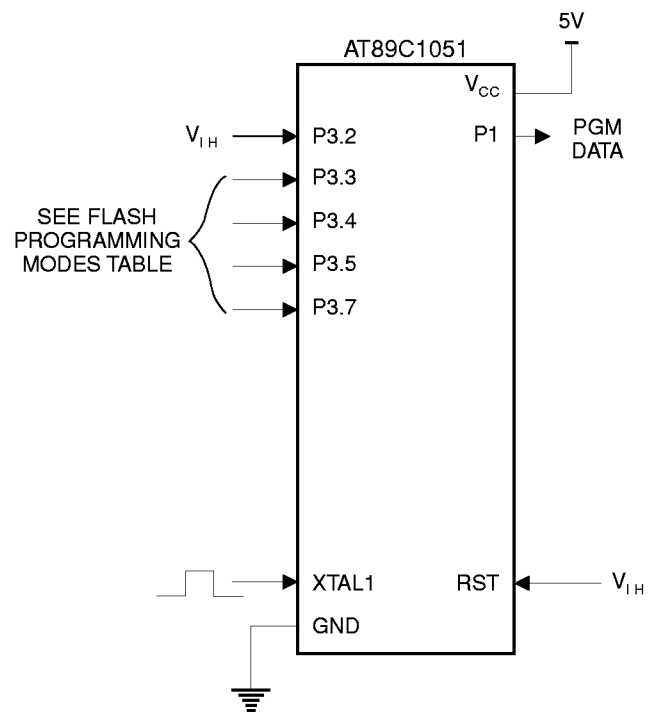 5V
AT89C1051
VCC
VIH
P3.2
P1
PGM
DATA
P3.3
SEE FLASH
PROGRAMMING
MODES TABLE
P3.4
P3.5
P3.7
XTAL1
RST
VIH
GND